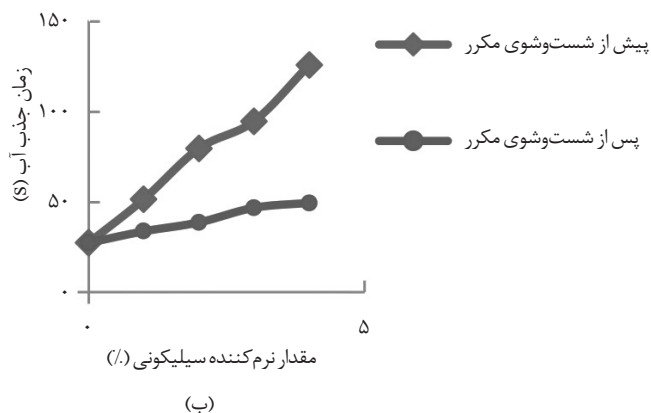 ۱۵۰
۱۰۰
۵۰
۰
زمان جذب آب (s)
۰
۵
مقدار نرم‌کننده سیلیکونی (٪)
(ب)
پیش از شست‌وشوی مکرر
پس از شست‌وشوی مکرر